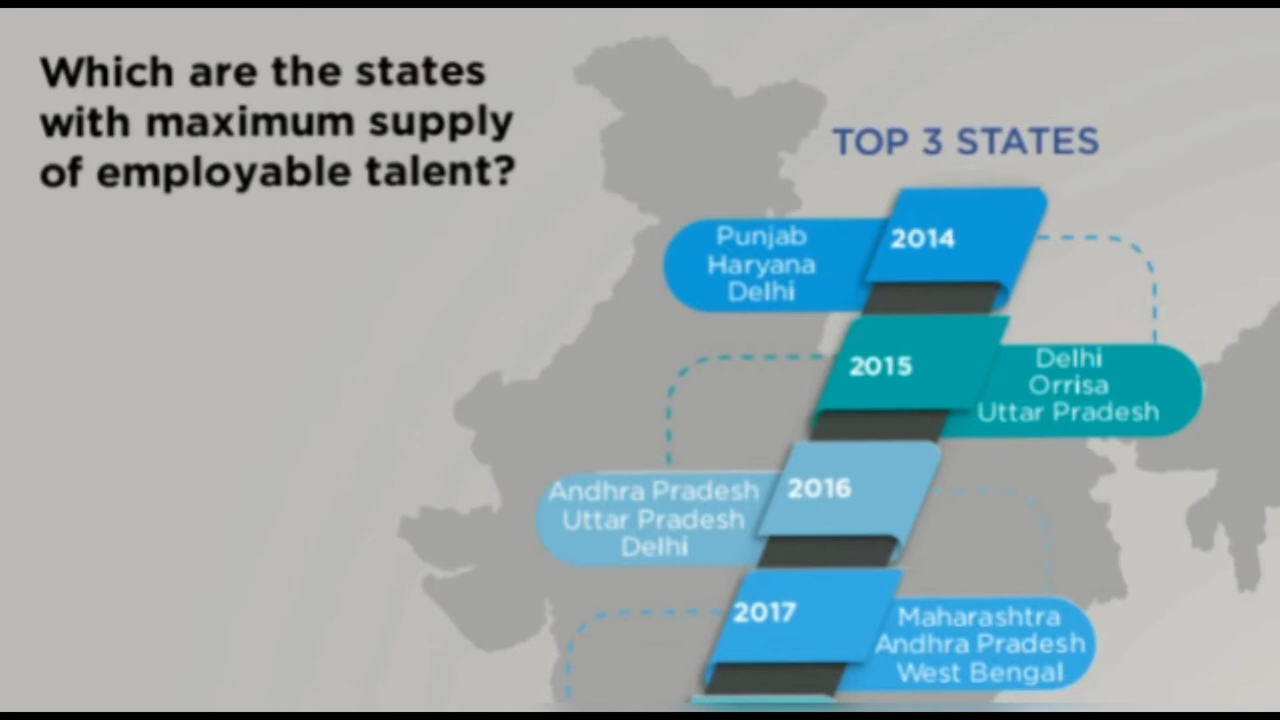 Which are the states
with maximum supply
of employable talent?
TOP 3 STATES
2014
Punjab
Haryana
Delhi
2015
Delhi
Orrisa
Uttar Pradesh
2016
Andhra Pradesh
Uttar Pradesh
Delhi
2017
Maharashtra
Andhra Pradesh
West Bengal